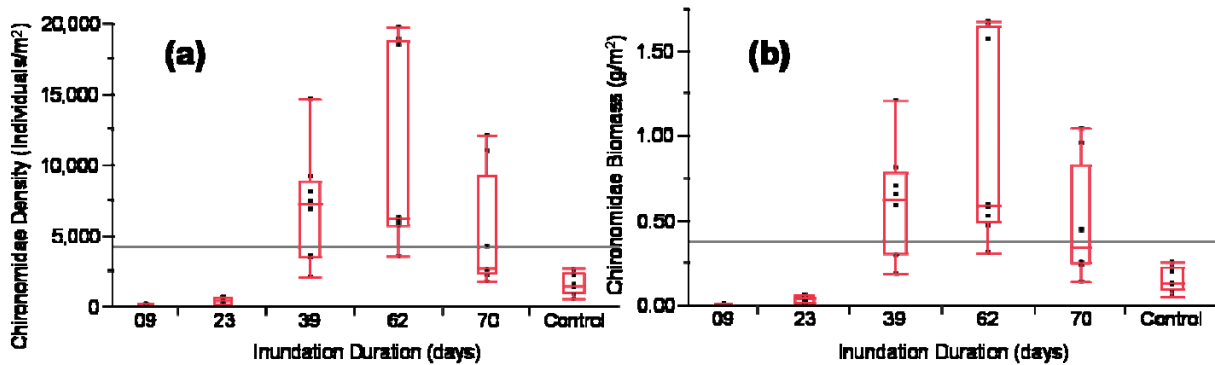 (a)
Chironomidae Density (Individuals/m²)
20,000
15,000
10,000
5,000
0
09 23 39 62 70 Control
Inundation Duration (days)
(b)
Chironomidae Biomass (g/m²)
1.50
1.00
0.50
0.00
09 23 39 62 70 Control
Inundation Duration (days)